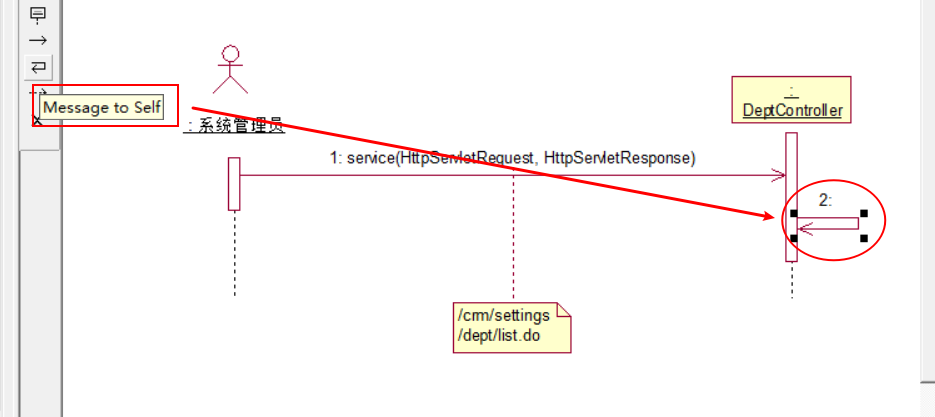 Message to Self
: 系统管理员
:
DeptController
1: service(HttpServletRequest, HttpServletResponse)
2:
/crm/settings
/dept/list.do